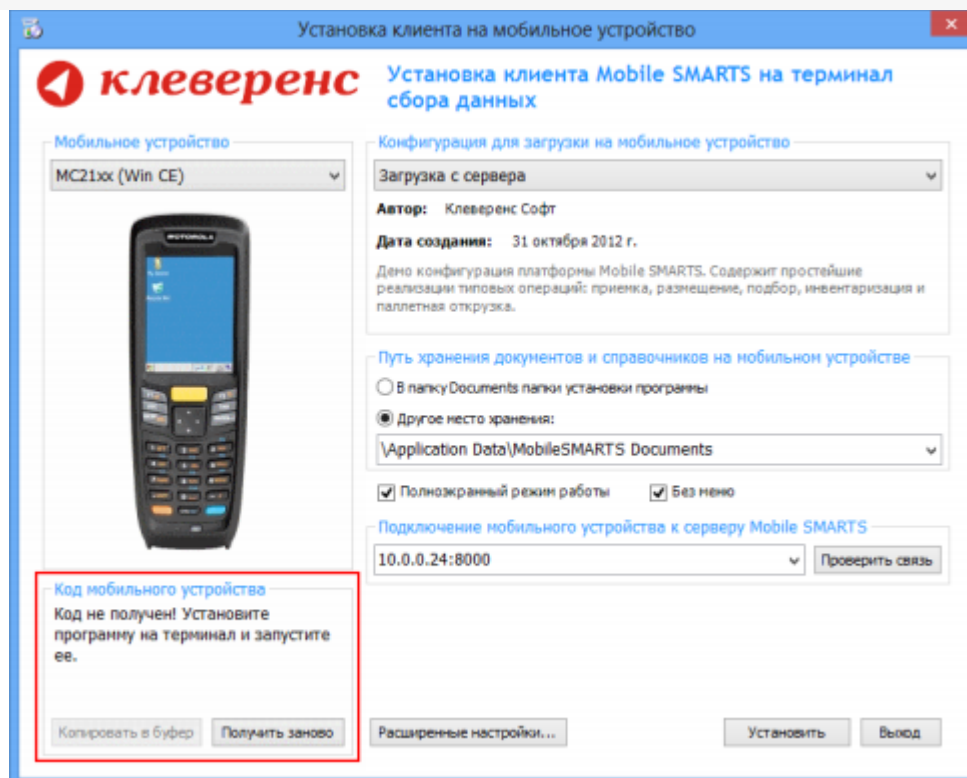 Установка клиента на мобильное устройство
клеверенс
Установка клиента Mobile SMARTS на терминал
сбора данных
Мобильное устройство
MC21xx (Win CE)
MOTOROLA
Код мобильного устройства
Код не получен! Установите
программу на терминал и запустите
ее.
Копировать в буфер
Получить заново
Конфигурация для загрузки на мобильное устройство
Загрузка с сервера
Автор: Клеверенс Софт
Дата создания: 31 октября 2012 г.
Демо конфигурация платформы Mobile SMARTS. Содержит простейшие
реализации типовых операций: приемка, размещение, подбор, инвентаризация и
паллетная откругзка.
Путь хранения документов и справочников на мобильном устройстве
В папку Documents папки установки программы
Другое место хранения:
\Application Data\MobileSMARTS Documents
Полноэкранный режим работы
Без меню
Подключение мобильного устройства к серверу Mobile SMARTS
10.0.0.24:8000
Проверить связь
Расширенные настройки...
Установить
Выход